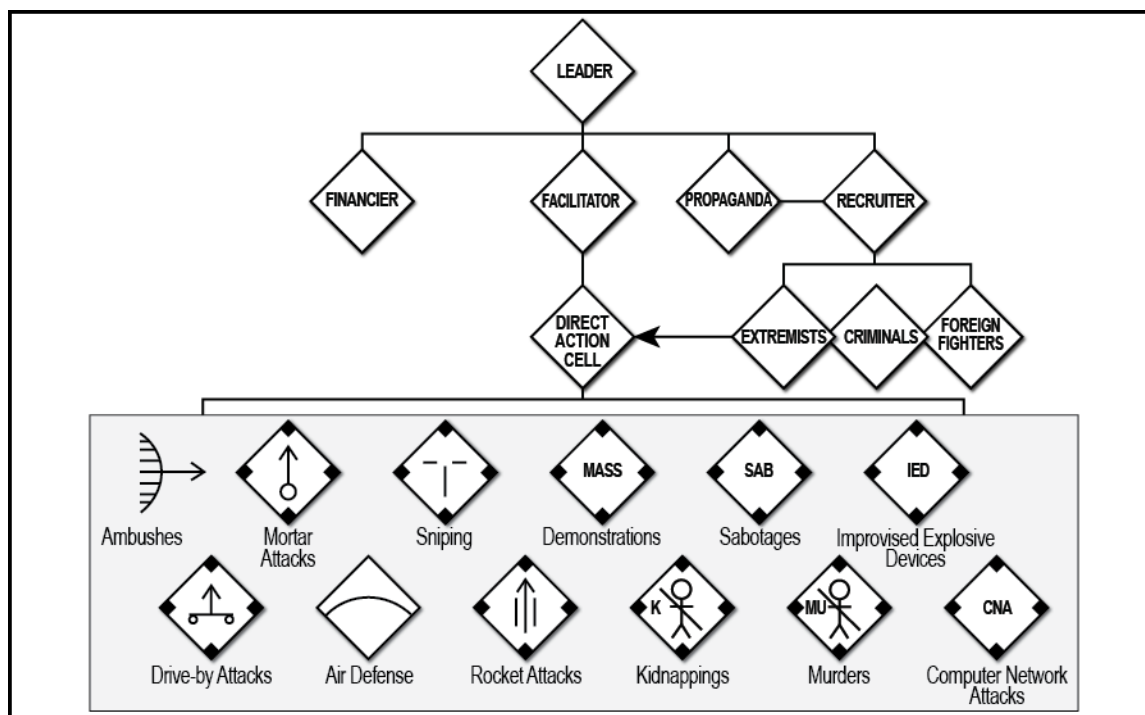 LEADER
FINANCIER
FACILITATOR
PROPAGANDA
RECRUITER
DIRECT
ACTION
CELL
EXTREMISTS
CRIMINALS
FOREIGN
FIGHTERS
Ambushes
Mortar
Attacks
Sniping
MASS
Demonstrations
SAB
Sabotages
IED
Improvised Explosive
Devices
Drive-by Attacks
Air Defense
Rocket Attacks
K
Kidnappings
MU
Murders
CNA
Computer Network
Attacks